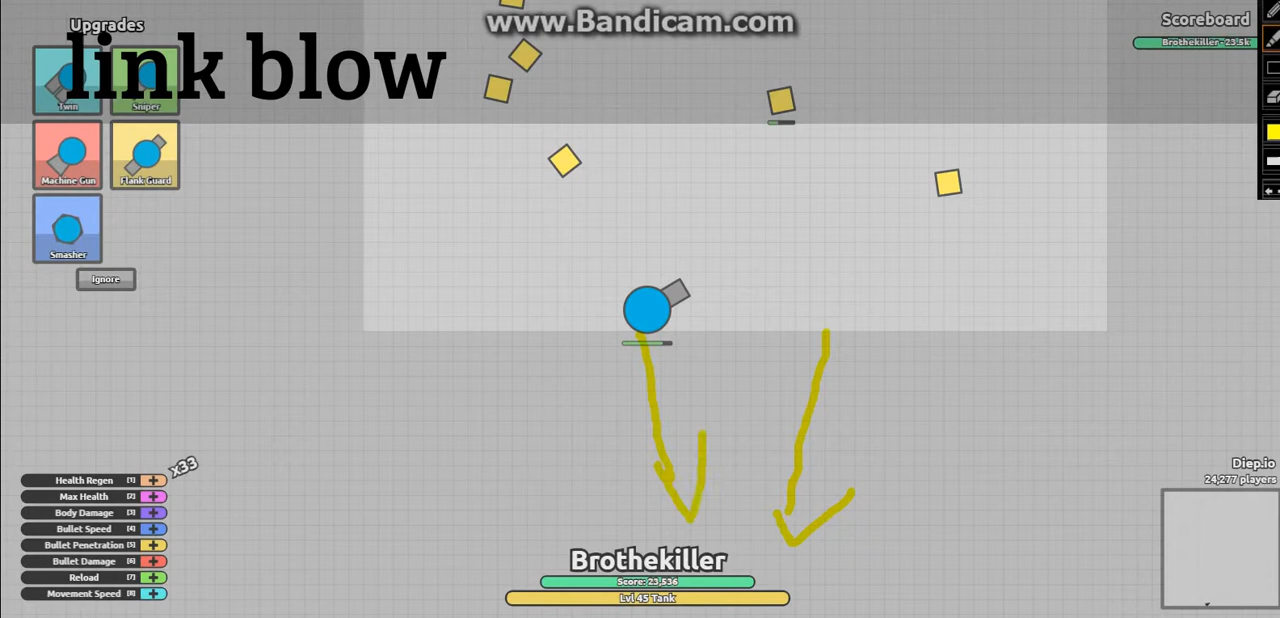 www.Bandicam.com
Upgrades
link blow
Twin
Sniper
Machine Gun
Flank Guard
Smasher
Ignore
Scoreboard
Brothekiller - 23.5k
x33
Health Regen [1]
Max Health [2]
Body Damage [3]
Bullet Speed [4]
Bullet Penetration [5]
Bullet Damage [6]
Reload [7]
Movement Speed [8]
Brothekiller
Score: 23,536
Lvl 45 Tank
Diep.io
24,277 players